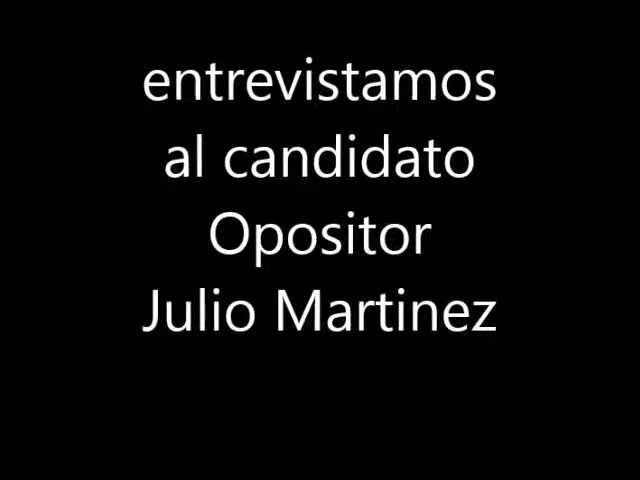 entrevistamos
al candidato
Opositor
Julio Martinez